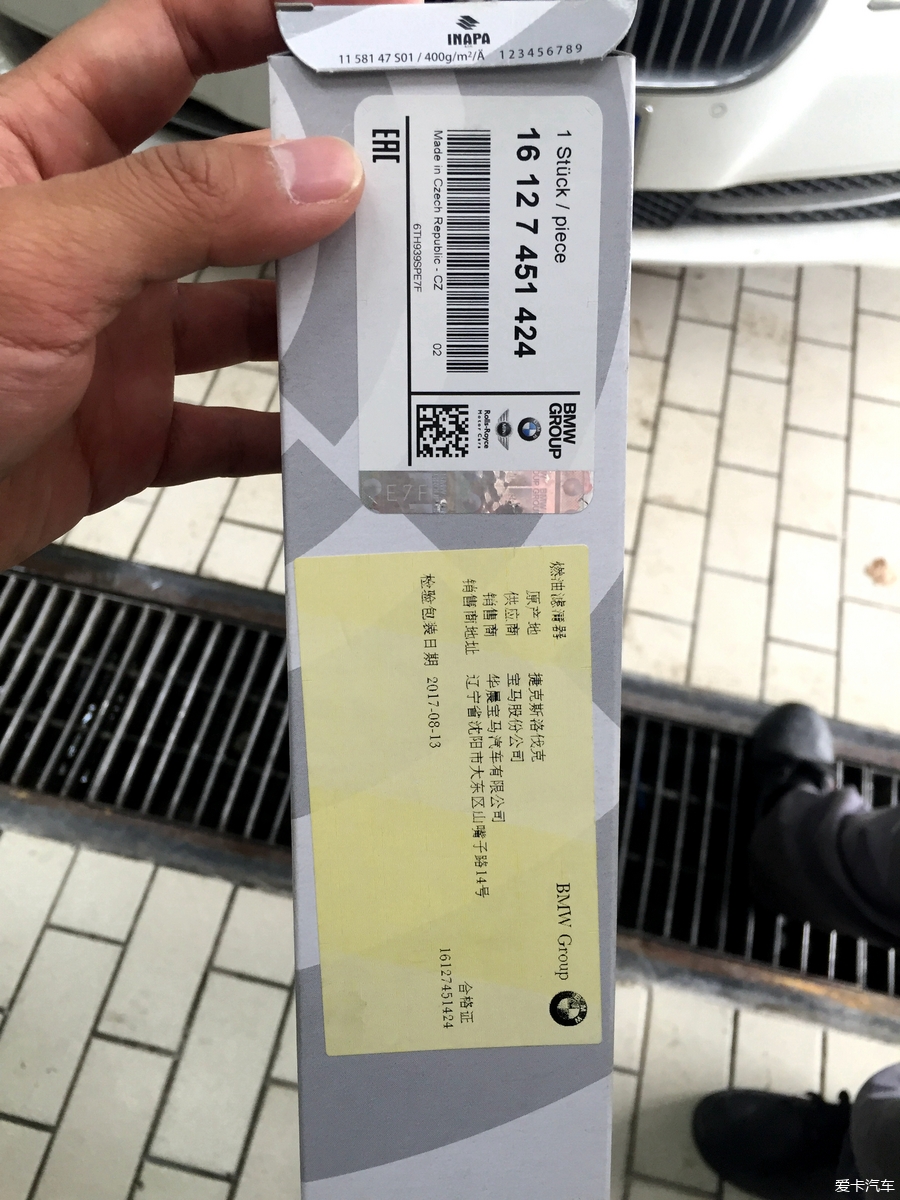 INAPA
11 581 47 S01 / 400g/m²/Ä 123456789
1 Stück / piece
16 12 7 451 424
Made in Czech Republic - CZ 02
6TH939SPE7F
EAC
BMW
GROUP
Rolls-Royce
Motor Cars
E7F
燃油滤清器
BMW Group
原产地 捷克斯洛伐克
供应商 宝马股份公司
销售商 华晨宝马汽车有限公司
销售商地址 辽宁省沈阳市大东区山嘴子路14号
检验包装日期 2017-08-13
合格证
16127451424
爱卡汽车